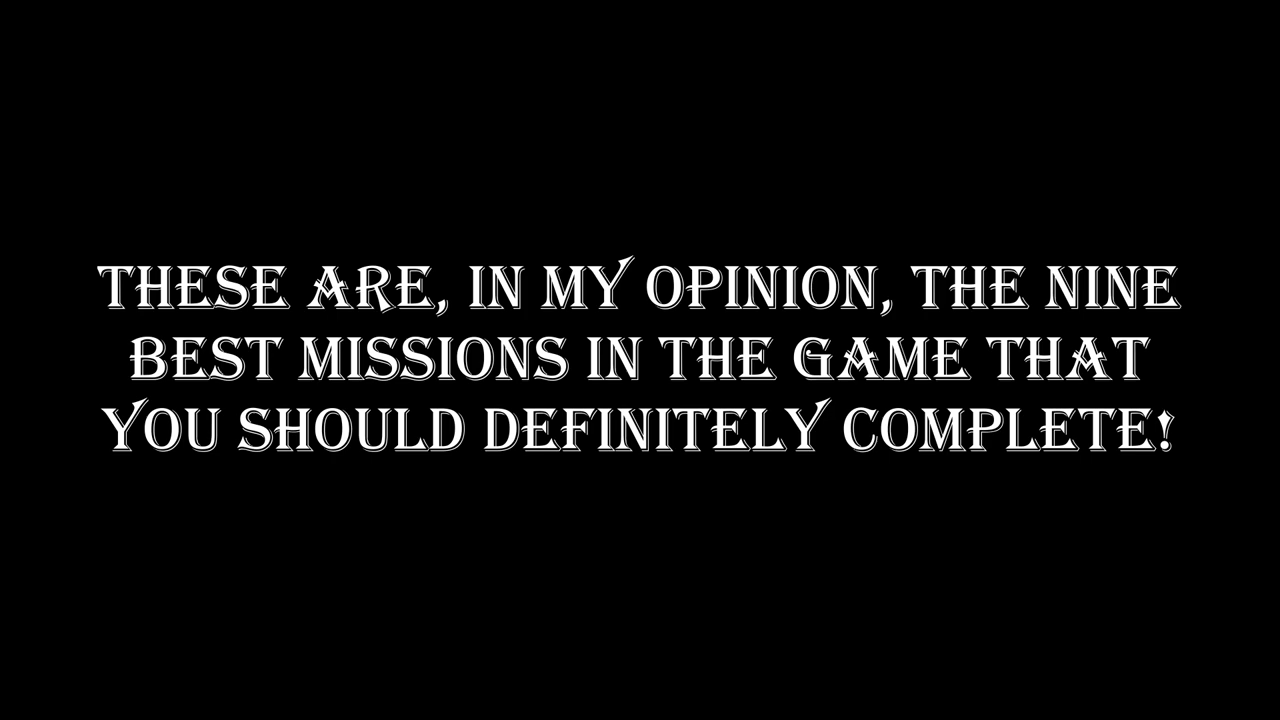 THESE ARE, IN MY OPINION, THE NINE
BEST MISSIONS IN THE GAME THAT
YOU SHOULD DEFINITELY COMPLETE!